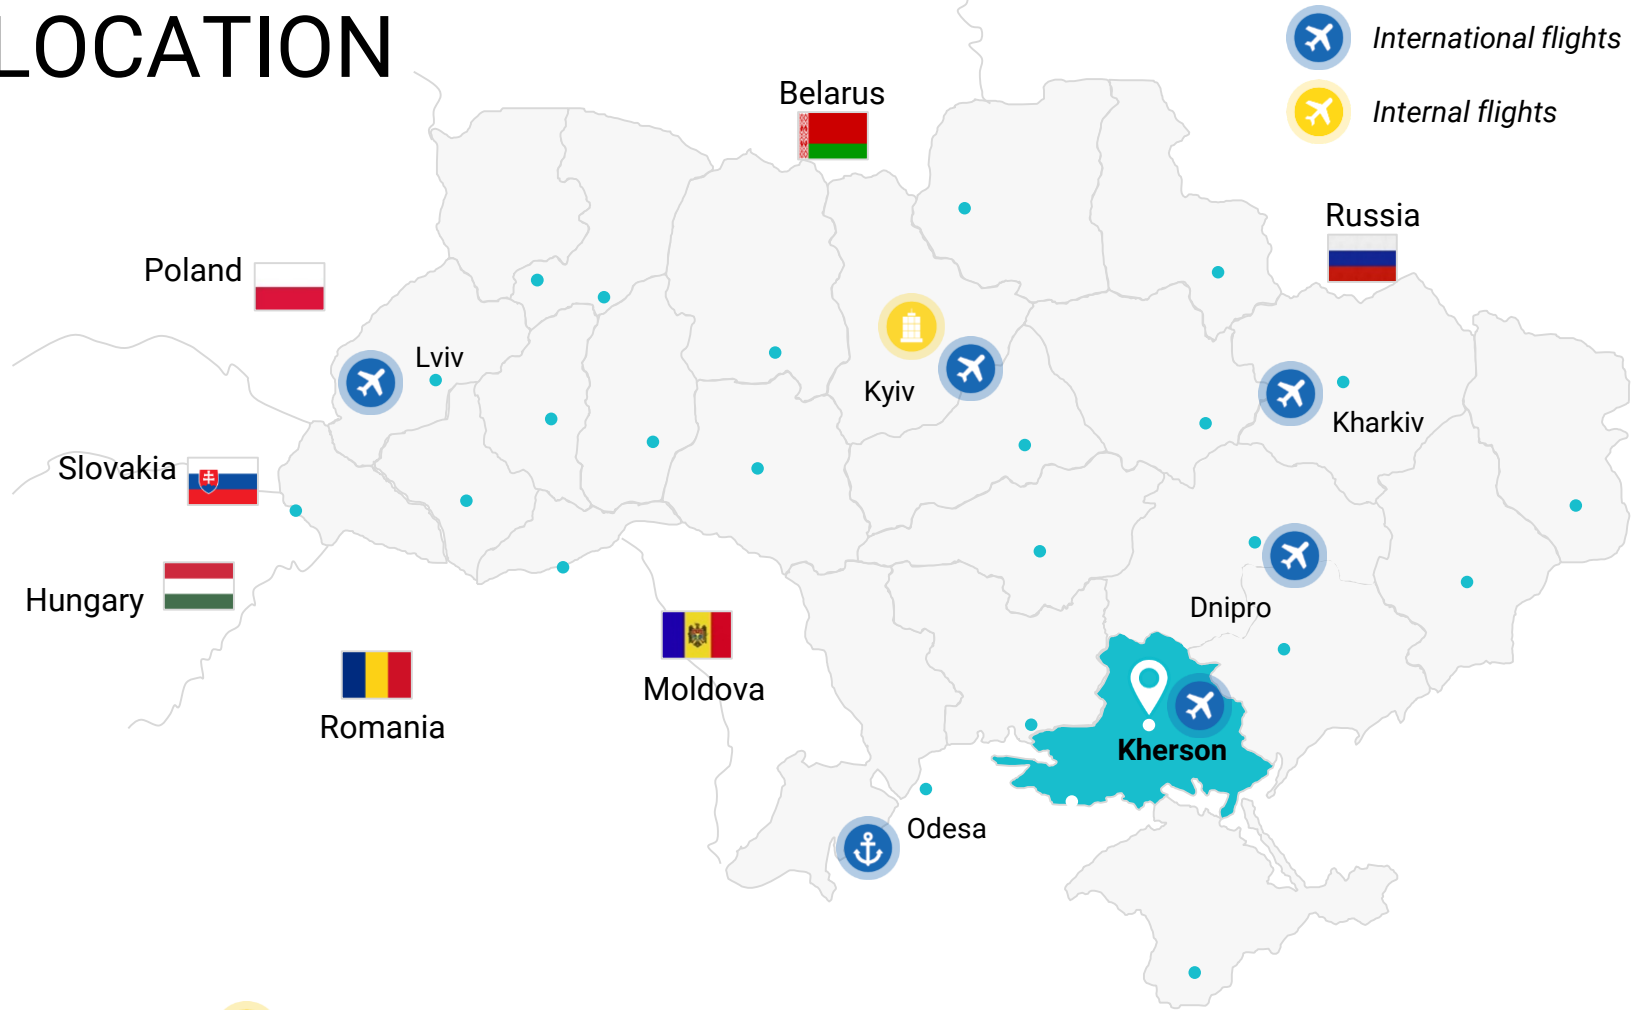 LOCATION
International flights
Internal flights
Belarus
Russia
Poland
Lviv
Kyiv
Kharkiv
Slovakia
Hungary
Dnipro
Moldova
Romania
Kherson
Odesa